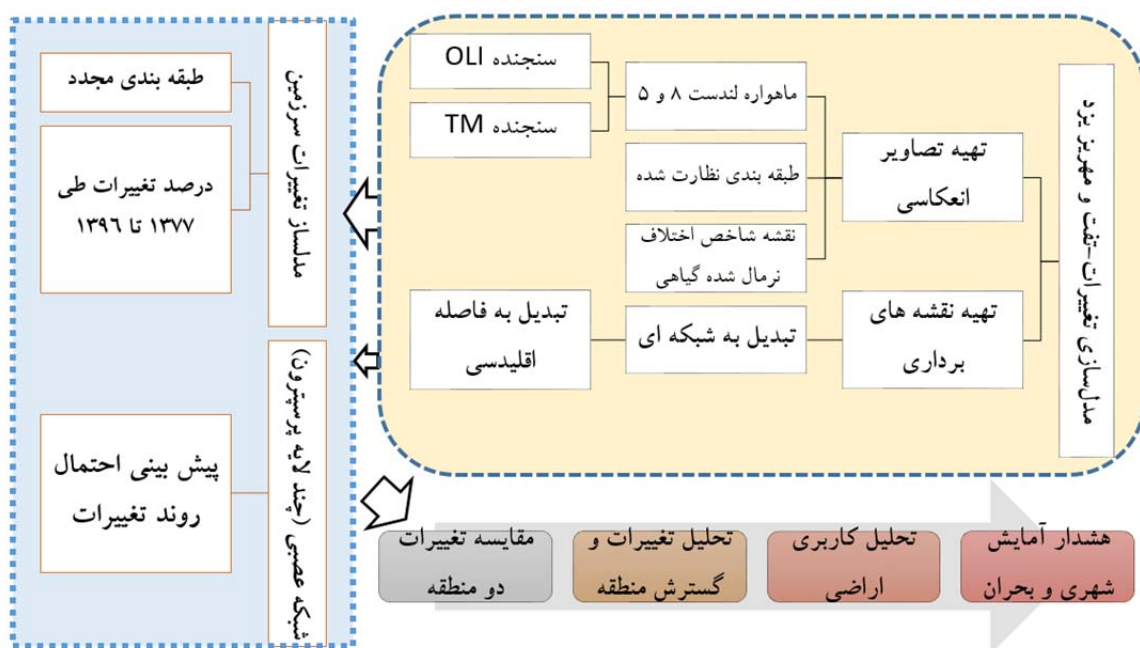 مدلسازی تغییرات-تفت و مهریز یزد
تهیه تصاویر
انعکاسی
ماهواره لندست ۸ و ۵
سنجنده OLI
سنجنده TM
طبقه بندی نظارت شده
نقشه شاخص اختلاف
نرمال شده گیاهی
تهیه نقشه های
برداری
تبدیل به شبکه ای
تبدیل به فاصله
اقلیدسی
مدلساز تغییرات سرزمین
طبقه بندی مجدد
درصد تغییرات طی
۱۳۷۷ تا ۱۳۹۶
شبکه عصبی (چند لایه پرسپترون)
پیش بینی احتمال
روند تغییرات
مقایسه تغییرات
دو منطقه
تحلیل تغییرات و
گسترش منطقه
تحلیل کاربری
اراضی
هشدار آمایش
شهری و بحران